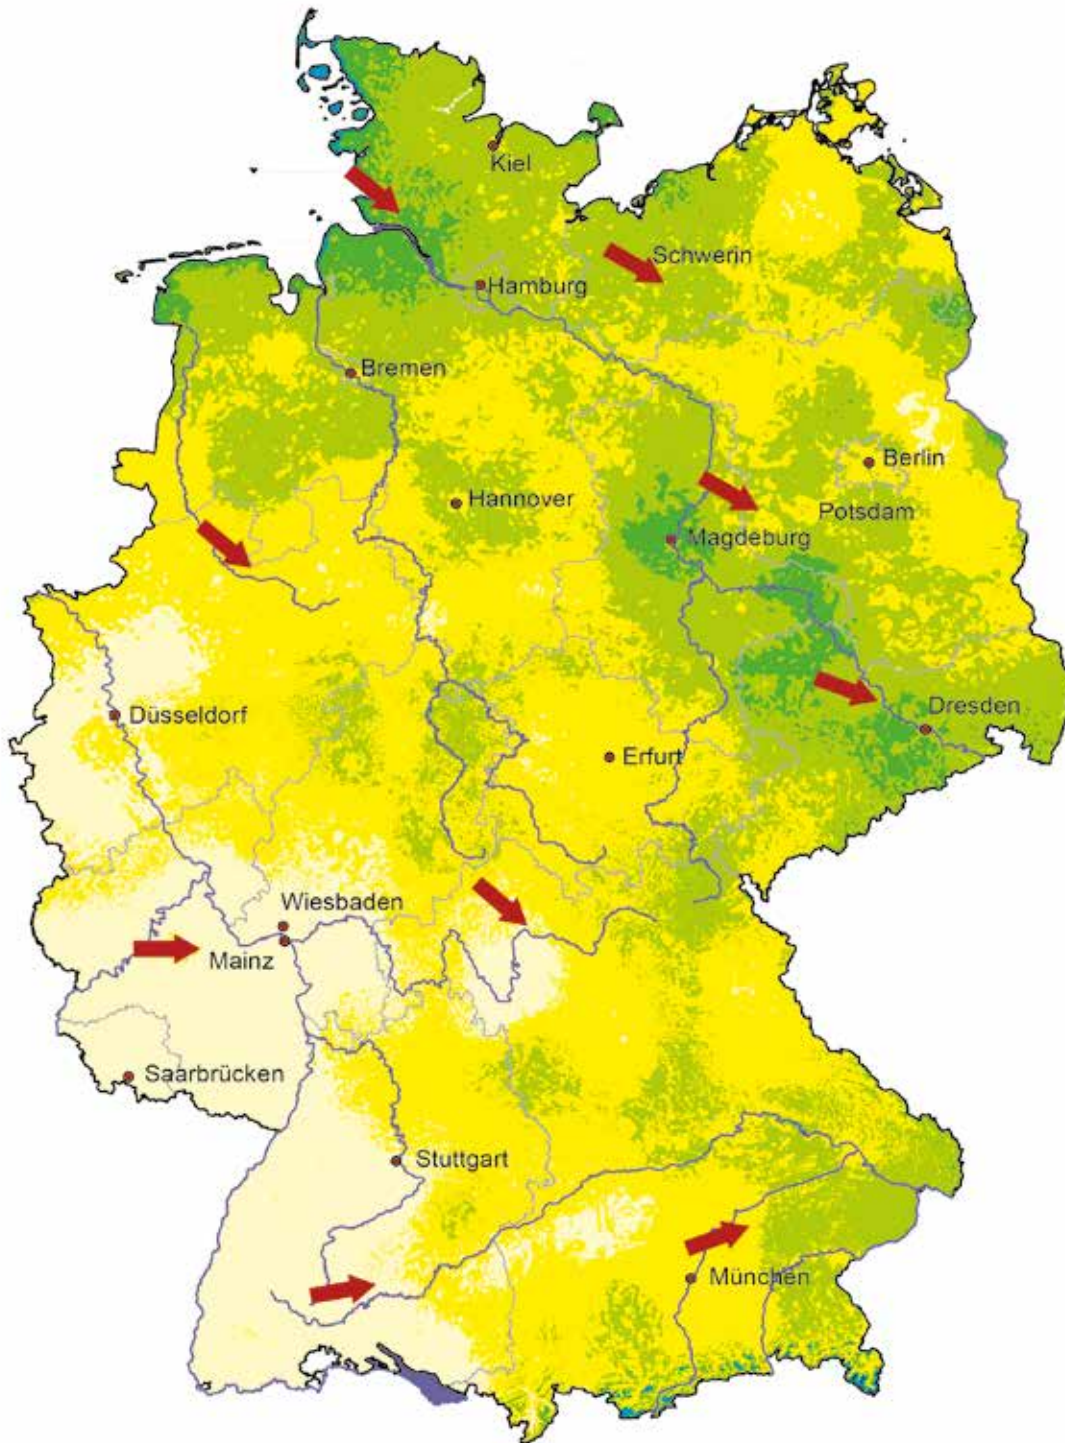 Kiel
Schwerin
Hamburg
Bremen
Berlin
Hannover
Potsdam
Magdeburg
Düsseldorf
Dresden
Erfurt
Wiesbaden
Mainz
Saarbrücken
Stuttgart
München